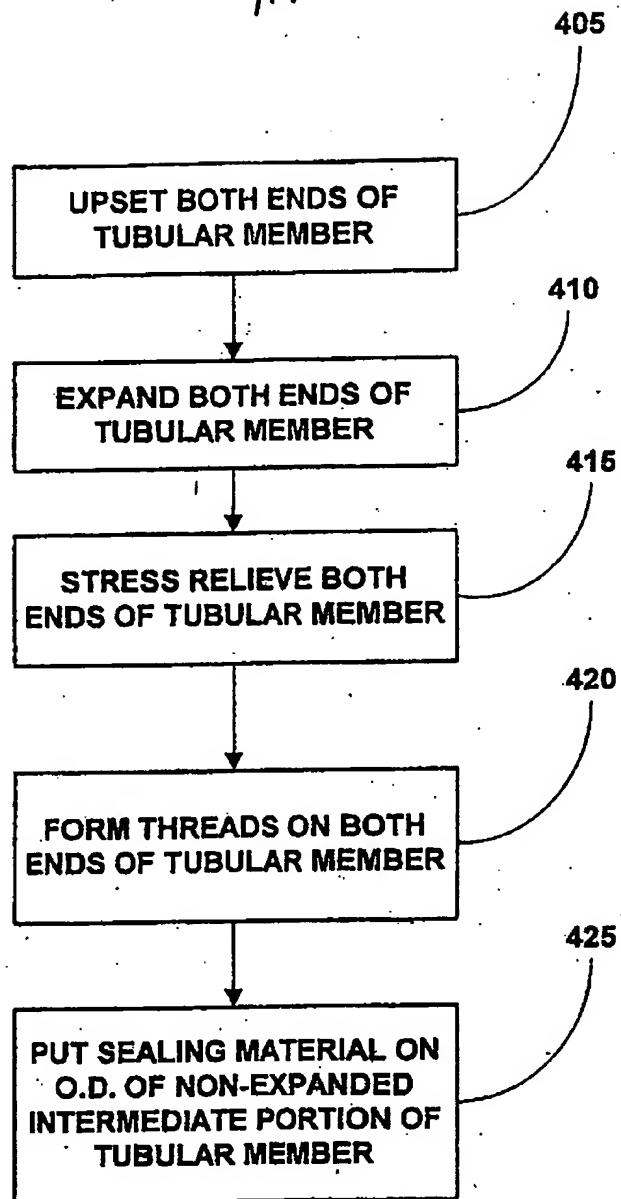 405
UPSET BOTH ENDS OF
TUBULAR MEMBER
410
EXPAND BOTH ENDS OF
TUBULAR MEMBER
415
STRESS RELIEVE BOTH
ENDS OF TUBULAR MEMBER
420
FORM THREADS ON BOTH
ENDS OF TUBULAR MEMBER
425
PUT SEALING MATERIAL ON
O.D. OF NON-EXPANDED
INTERMEDIATE PORTION OF
TUBULAR MEMBER